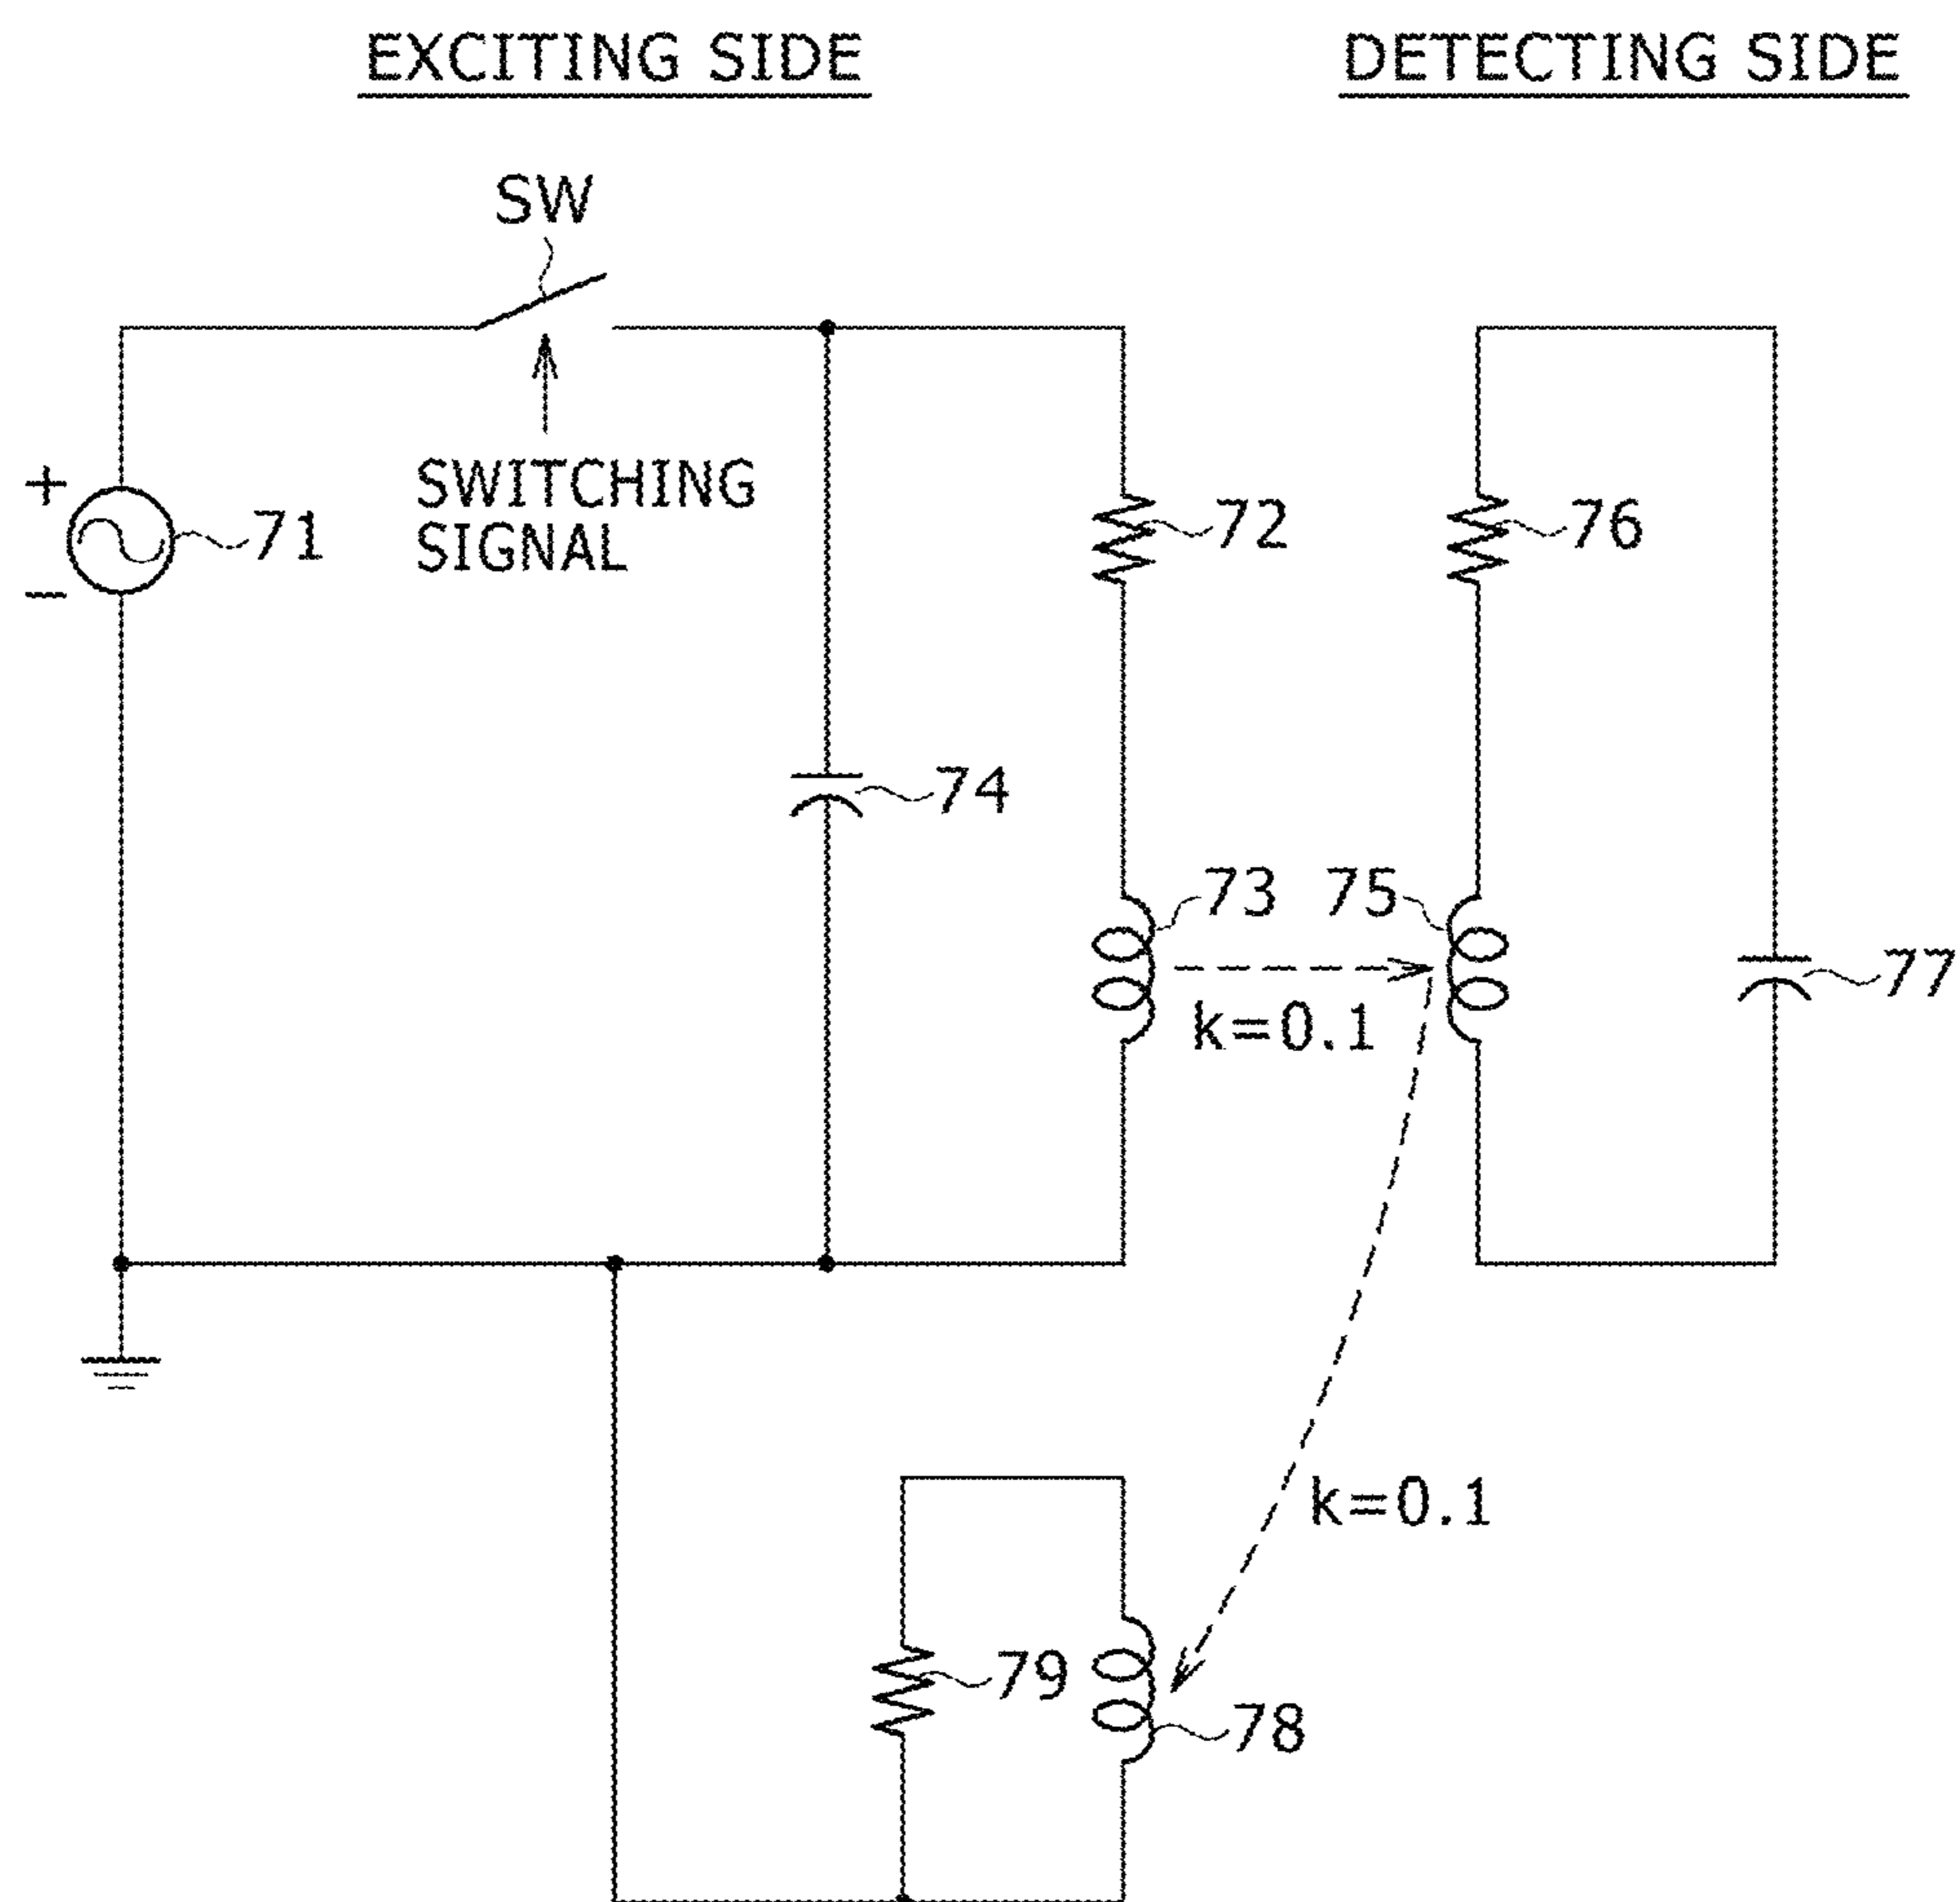 EXCITING SIDE
DETECTING SIDE
SW
+
71
−
SWITCHING
SIGNAL
72
76
74
73
75
77
k=0.1
k=0.1
79
78